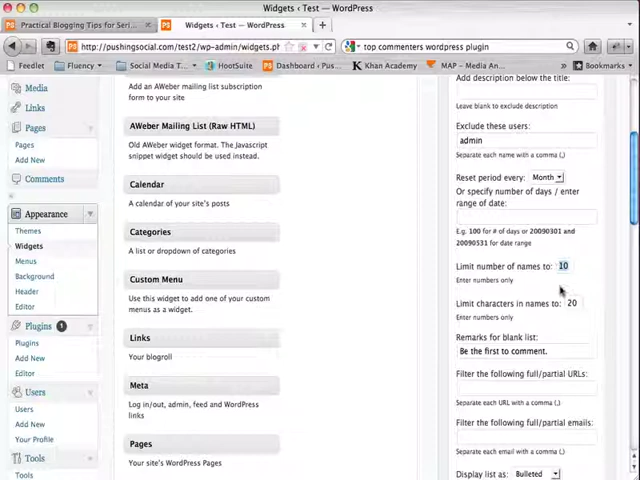 Widgets ‹ Test — WordPress
Practical Blogging Tips for Seri...
Widgets ‹ Test — WordPress
http://pushingsocial.com/test2/wp-admin/widgets.ph
top commenters wordpress plugin
Feedlet
Fluency
Social Media T...
HootSuite
Dashboard ‹ Pus...
Khan Academy
MAP – Media An...
Bookmarks
Media
Links
Pages
Pages
Add New
Comments
Appearance
Themes
Widgets
Menus
Background
Header
Editor
Plugins 1
Plugins
Add New
Editor
Users
Users
Add New
Your Profile
Tools
Tools
Add an AWeber mailing list subscription
form to your site
AWeber Mailing List (Raw HTML)
Old AWeber widget format. The Javascript
snippet widget should be used instead.
Calendar
A calendar of your site's posts
Categories
A list or dropdown of categories
Custom Menu
Use this widget to add one of your custom
menus as a widget.
Links
Your blogroll
Meta
Log in/out, admin, feed and WordPress
links
Pages
Your site's WordPress Pages
Add description below the title:
Leave blank to exclude description
Exclude these users:
admin
Separate each name with a comma (,)
Reset period every: Month
Or specify number of days / enter
range of date:
E.g. 100 for # of days or 20090301 and
20090331 for date range
Limit number of names to: 10
Enter numbers only
Limit characters in names to: 20
Enter numbers only
Remarks for blank list:
Be the first to comment.
Filter the following full/partial URLs:
Separate each URL with a comma (,)
Filter the following full/partial emails:
Separate each email with a comma (,)
Display list as: Bulleted